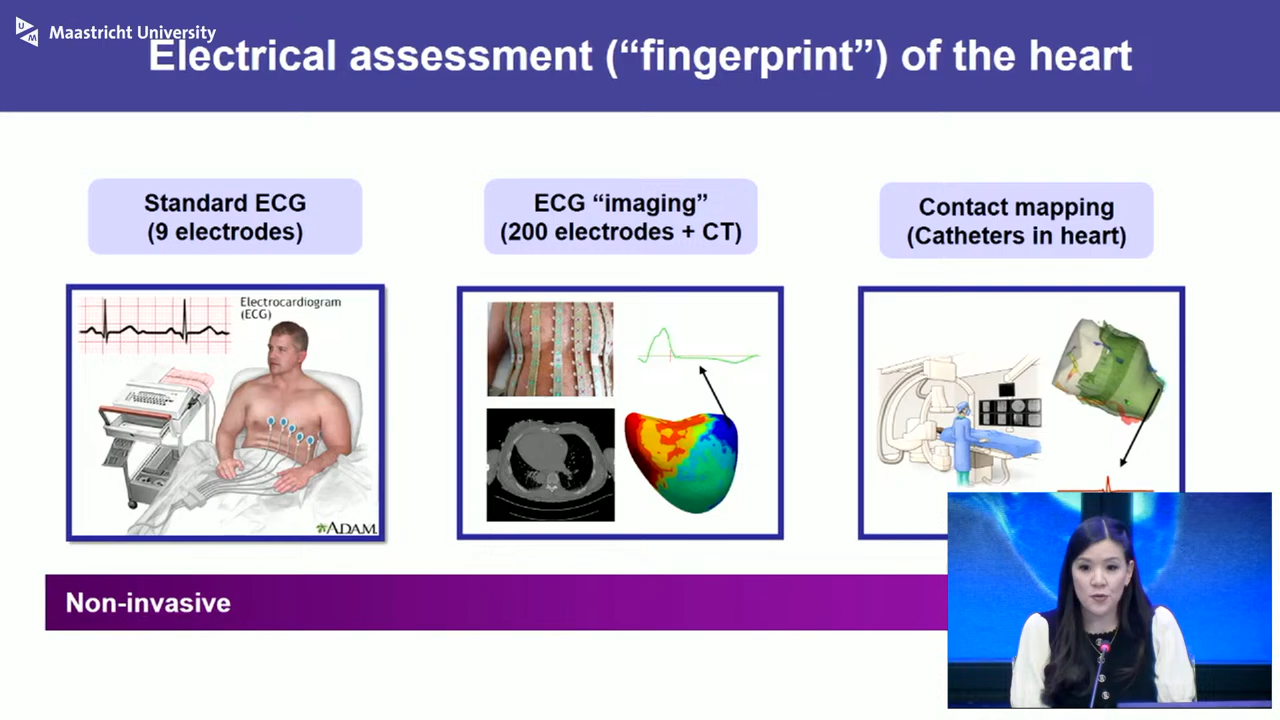 Maastricht University
Electrical assessment (“fingerprint”) of the heart
Standard ECG
(9 electrodes)
ECG “imaging”
(200 electrodes + CT)
Contact mapping
(Catheters in heart)
Electrocardiogram
(ECG)
ADAM.
Non-invasive